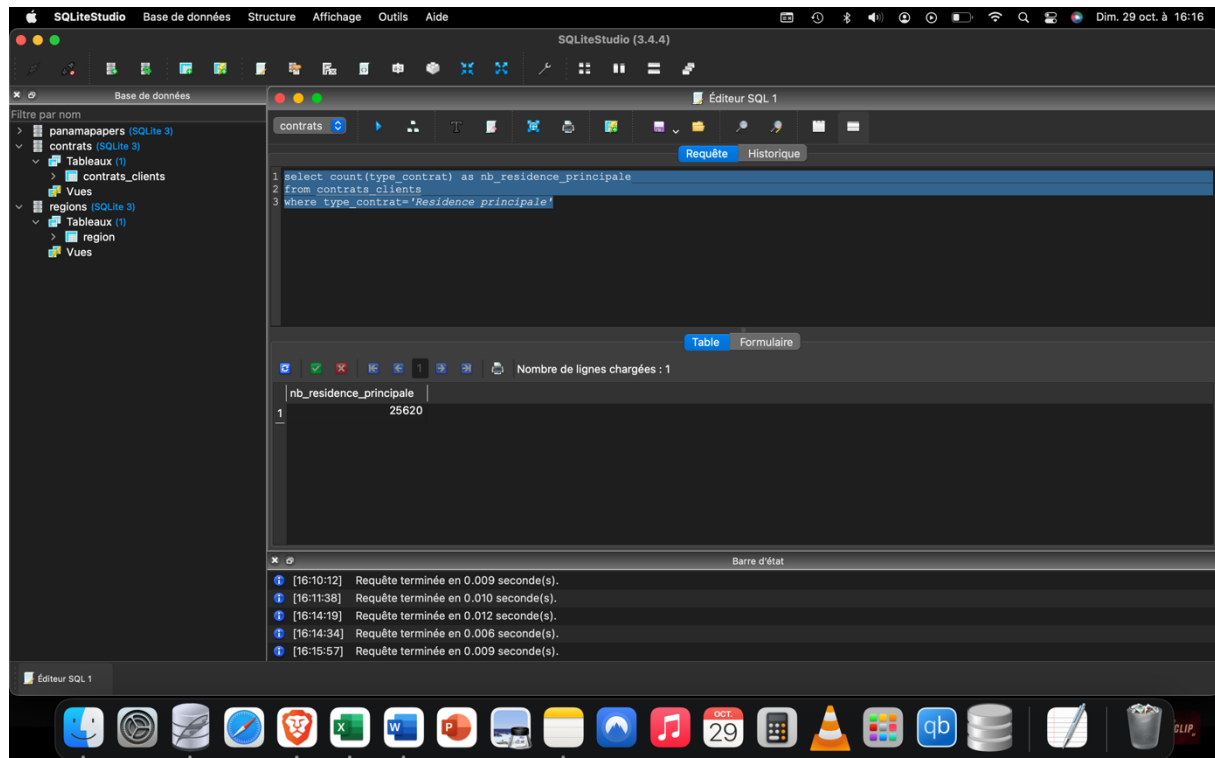 SQLiteStudio Base de données Structure Affichage Outils Aide Dim. 29 oct. à 16:16
SQLiteStudio (3.4.4)
Base de données
Filtre par nom
panamapapers (SQLite 3)
contrats (SQLite 3)
Tableaux (1)
contrats_clients
Vues
regions (SQLite 3)
Tableaux (1)
region
Vues
Éditeur SQL 1
contrats
Requête Historique
1 select count(type_contrat) as nb_residence_principale
2 from contrats_clients
3 where type_contrat='Residence principale'
Table Formulaire
1 Nombre de lignes chargées : 1
nb_residence_principale
1 25620
Barre d'état
[16:10:12] Requête terminée en 0.009 seconde(s).
[16:11:38] Requête terminée en 0.010 seconde(s).
[16:14:19] Requête terminée en 0.012 seconde(s).
[16:14:34] Requête terminée en 0.006 seconde(s).
[16:15:57] Requête terminée en 0.009 seconde(s).
Éditeur SQL 1
X W P OCT. 29 qb CLIP